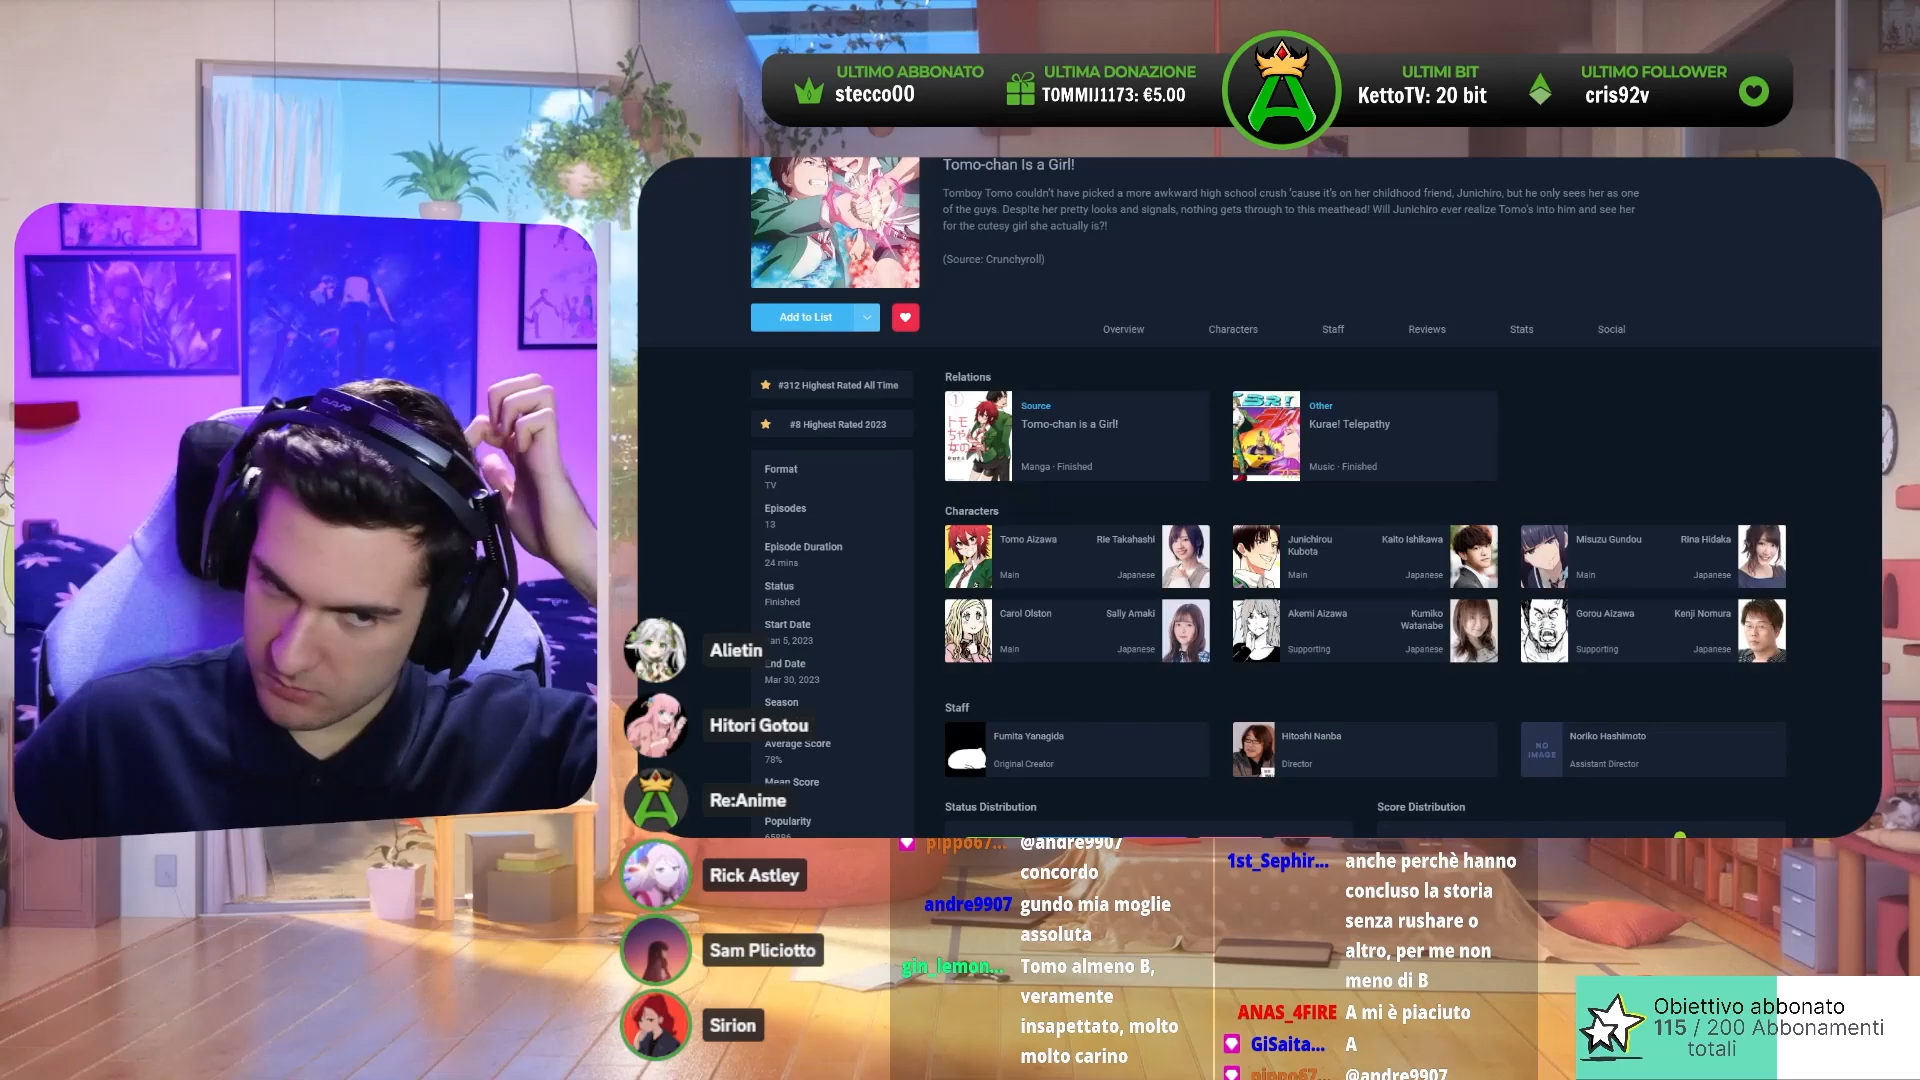 ULTIMO ABBONATO
stecco00
ULTIMA DONAZIONE
T0MMIJ1173: €5.00
ULTIMI BIT
KettoTV: 20 bit
ULTIMO FOLLOWER
cris92v
Tomo-chan Is a Girl!
Tomboy Tomo couldn't have picked a more awkward high school crush 'cause it's on her childhood friend, Junichiro, but he only sees her as one
of the guys. Despite her pretty looks and signals, nothing gets through to this meathead! Will Junichiro ever realize Tomo's into him and see her
for the cutesy girl she actually is?!
(Source: Crunchyroll)
Add to List
Overview
Characters
Staff
Reviews
Stats
Social
#312 Highest Rated All Time
#8 Highest Rated 2023
Format
TV
Episodes
13
Episode Duration
24 mins
Status
Finished
Start Date
an 5, 2023
End Date
Mar 30, 2023
Season
Average Score
78%
Mean Score
Popularity
Relations
Source
Tomo-chan is a Girl!
Manga · Finished
Other
Kurae! Telepathy
Music · Finished
Characters
Tomo Aizawa
Main
Rie Takahashi
Japanese
Junichirou
Kubota
Main
Kaito Ishikawa
Japanese
Misuzu Gundou
Main
Rina Hidaka
Japanese
Carol Olston
Main
Sally Amaki
Japanese
Akemi Aizawa
Supporting
Kumiko
Watanabe
Japanese
Gorou Aizawa
Supporting
Kenji Nomura
Japanese
Staff
Fumita Yanagida
Original Creator
Hitoshi Nanba
Director
NO
IMAGE
Noriko Hashimoto
Assistant Director
Status Distribution
Score Distribution
Alietin
Hitori Gotou
Re:Anime
Rick Astley
Sam Pliciotto
Sirion
pippo67... @andre9907
concordo
andre9907 gundo mia moglie
assoluta
gin_lemon... Tomo almeno B,
veramente
insapettato, molto
molto carino
1st_Sephir... anche perchè hanno
concluso la storia
senza rushare o
altro, per me non
meno di B
ANAS_4FIRE A mi è piaciuto
GiSaita... A
pippo67... @andre9907
Obiettivo abbonato
115 / 200 Abbonamenti
totali